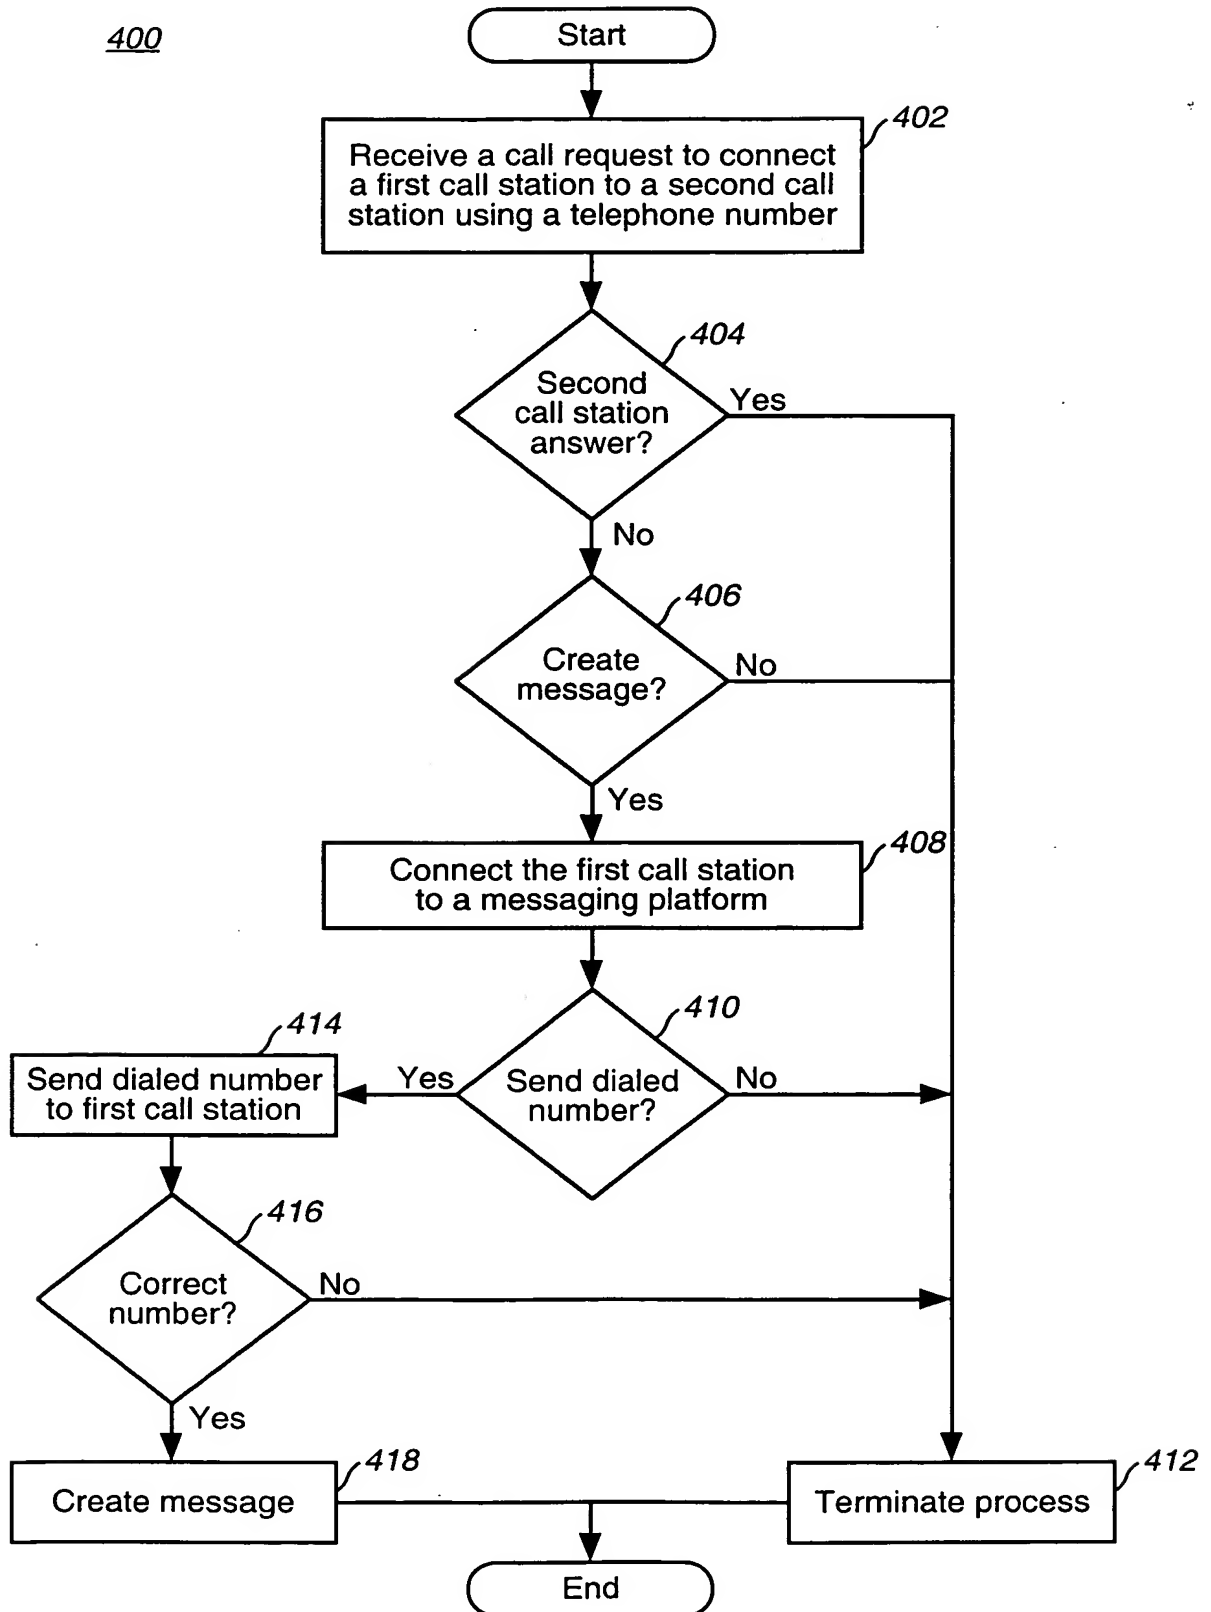 400
Start
402
Receive a call request to connect
a first call station to a second call
station using a telephone number
404
Second
call station
answer?
Yes
No
406
Create
message?
No
Yes
408
Connect the first call station
to a messaging platform
410
Send dialed
number?
Yes
No
414
Send dialed number
to first call station
416
Correct
number?
No
Yes
418
Create message
412
Terminate process
End